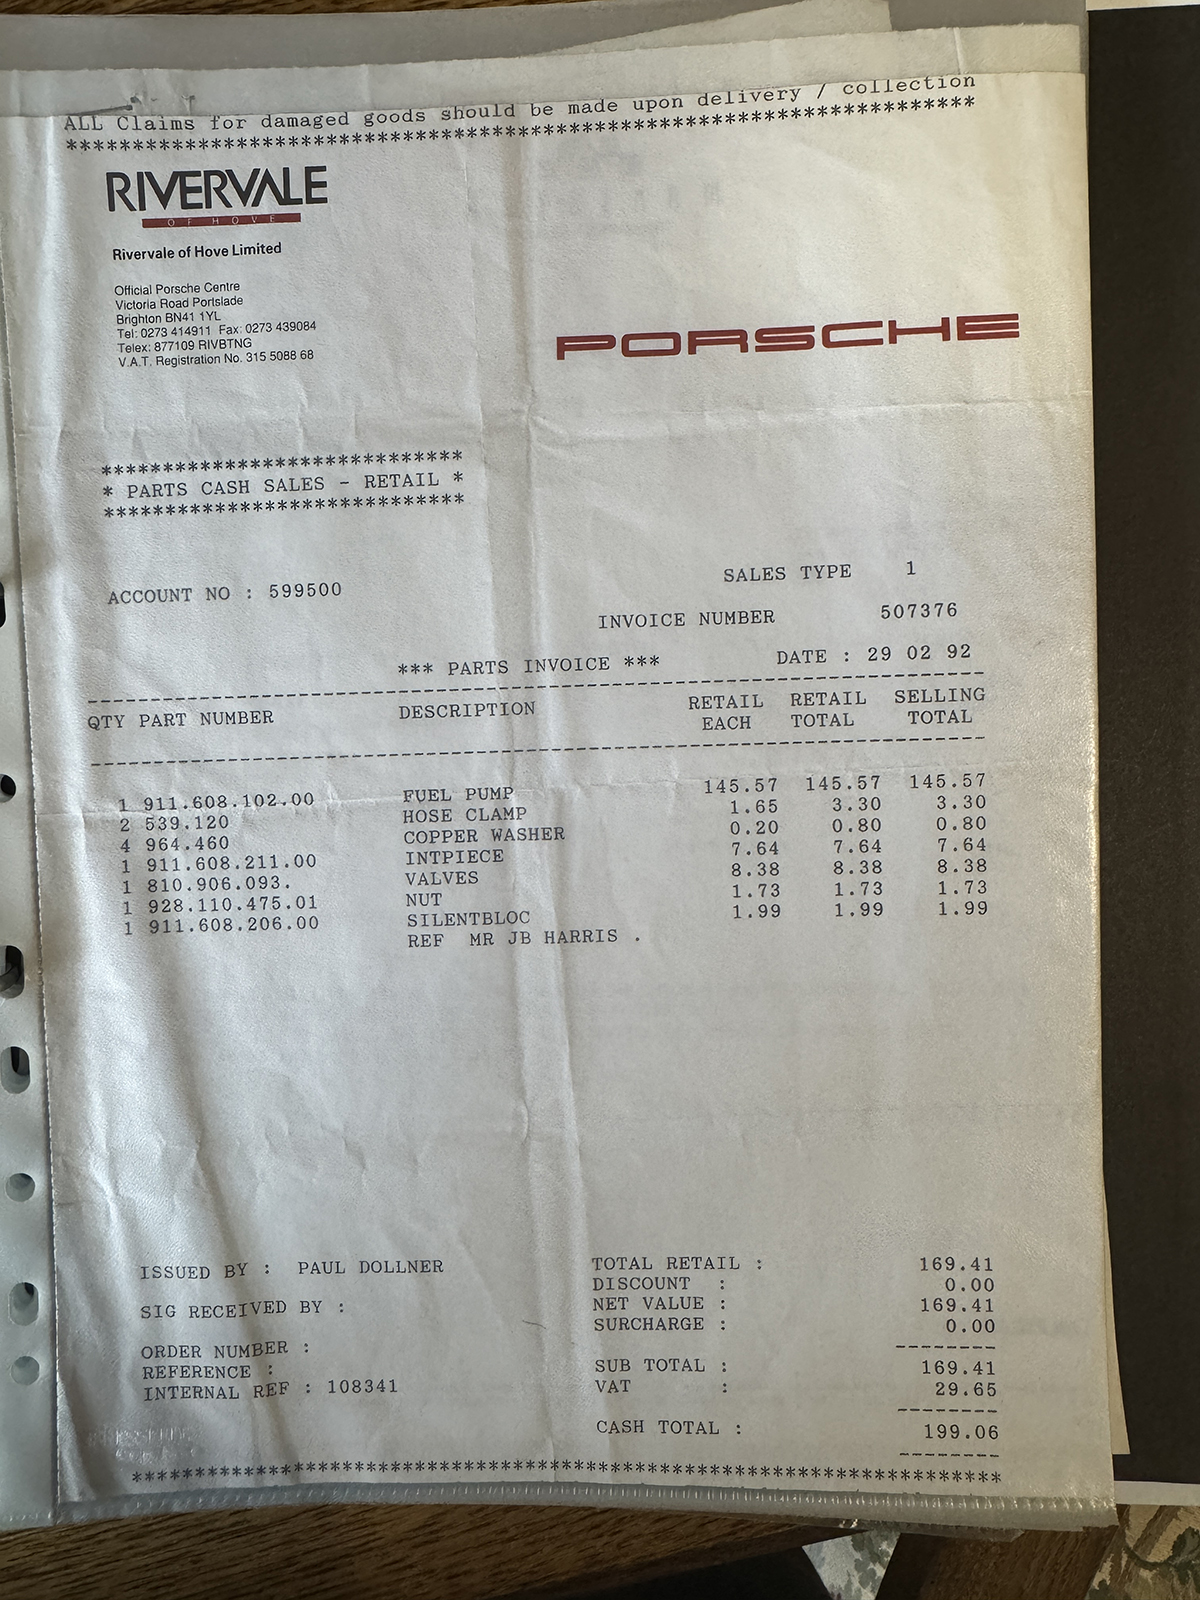 ALL Claims for damaged goods should be made upon delivery / collection
**********************************************************************
RIVERVALE
OF HOVE
Rivervale of Hove Limited
Official Porsche Centre
Victoria Road Portslade
Brighton BN41 1YL
Tel: 0273 414911 Fax: 0273 439084
Telex: 877109 RIVBTNG
V.A.T. Registration No. 315 5088 68
PORSCHE
******************************
* PARTS CASH SALES - RETAIL *
******************************
SALES TYPE 1
ACCOUNT NO : 599500
INVOICE NUMBER 507376
*** PARTS INVOICE *** DATE : 29 02 92
QTY PART NUMBER DESCRIPTION RETAIL EACH RETAIL TOTAL SELLING TOTAL
1 911.608.102.00 FUEL PUMP 145.57 145.57 145.57
2 539.120 HOSE CLAMP 1.65 3.30 3.30
4 964.460 COPPER WASHER 0.20 0.80 0.80
1 911.608.211.00 INTPIECE 7.64 7.64 7.64
1 810.906.093. VALVES 8.38 8.38 8.38
1 928.110.475.01 NUT 1.73 1.73 1.73
1 911.608.206.00 SILENTBLOC 1.99 1.99 1.99
REF MR JB HARRIS .
ISSUED BY : PAUL DOLLNER
SIG RECEIVED BY :
ORDER NUMBER :
REFERENCE :
INTERNAL REF : 108341
TOTAL RETAIL : 169.41
DISCOUNT : 0.00
NET VALUE : 169.41
SURCHARGE : 0.00
SUB TOTAL : 169.41
VAT : 29.65
CASH TOTAL : 199.06
**********************************************************************